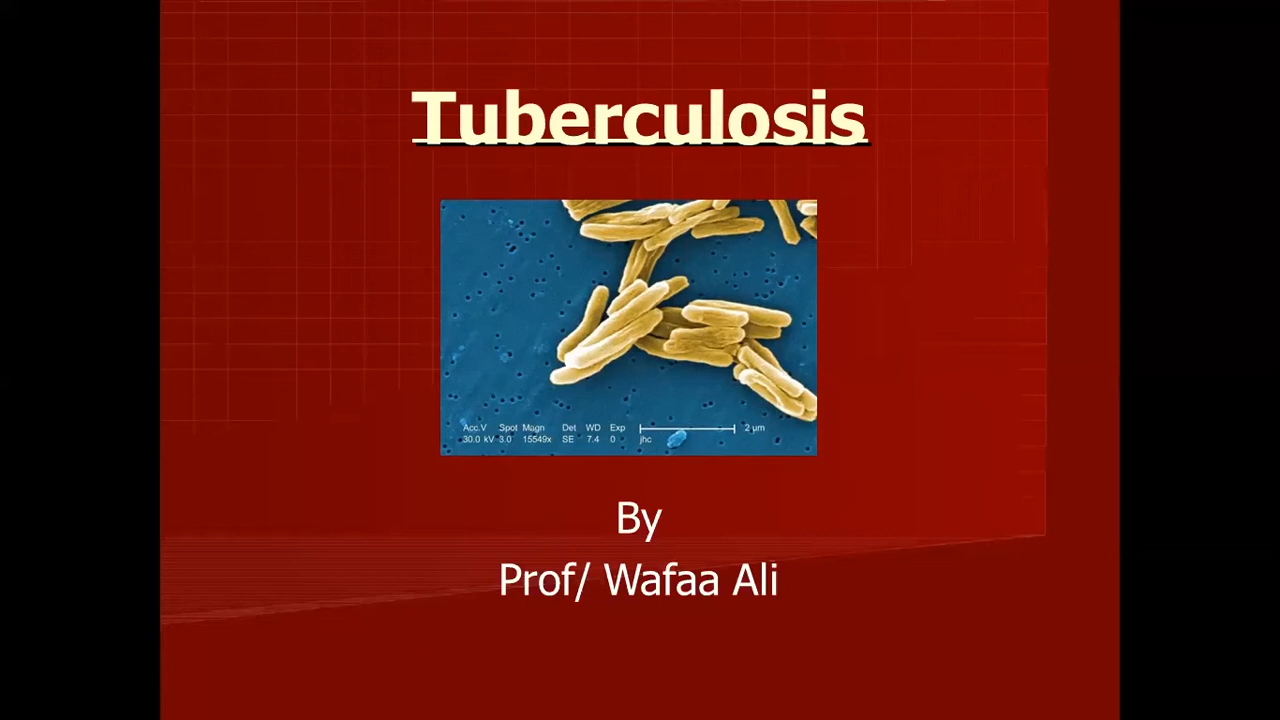 Tuberculosis
Acc.V Spot Magn Det WD Exp
30.0 kV 3.0 15549x SE 7.4 0 jhc 2 µm
By
Prof/ Wafaa Ali